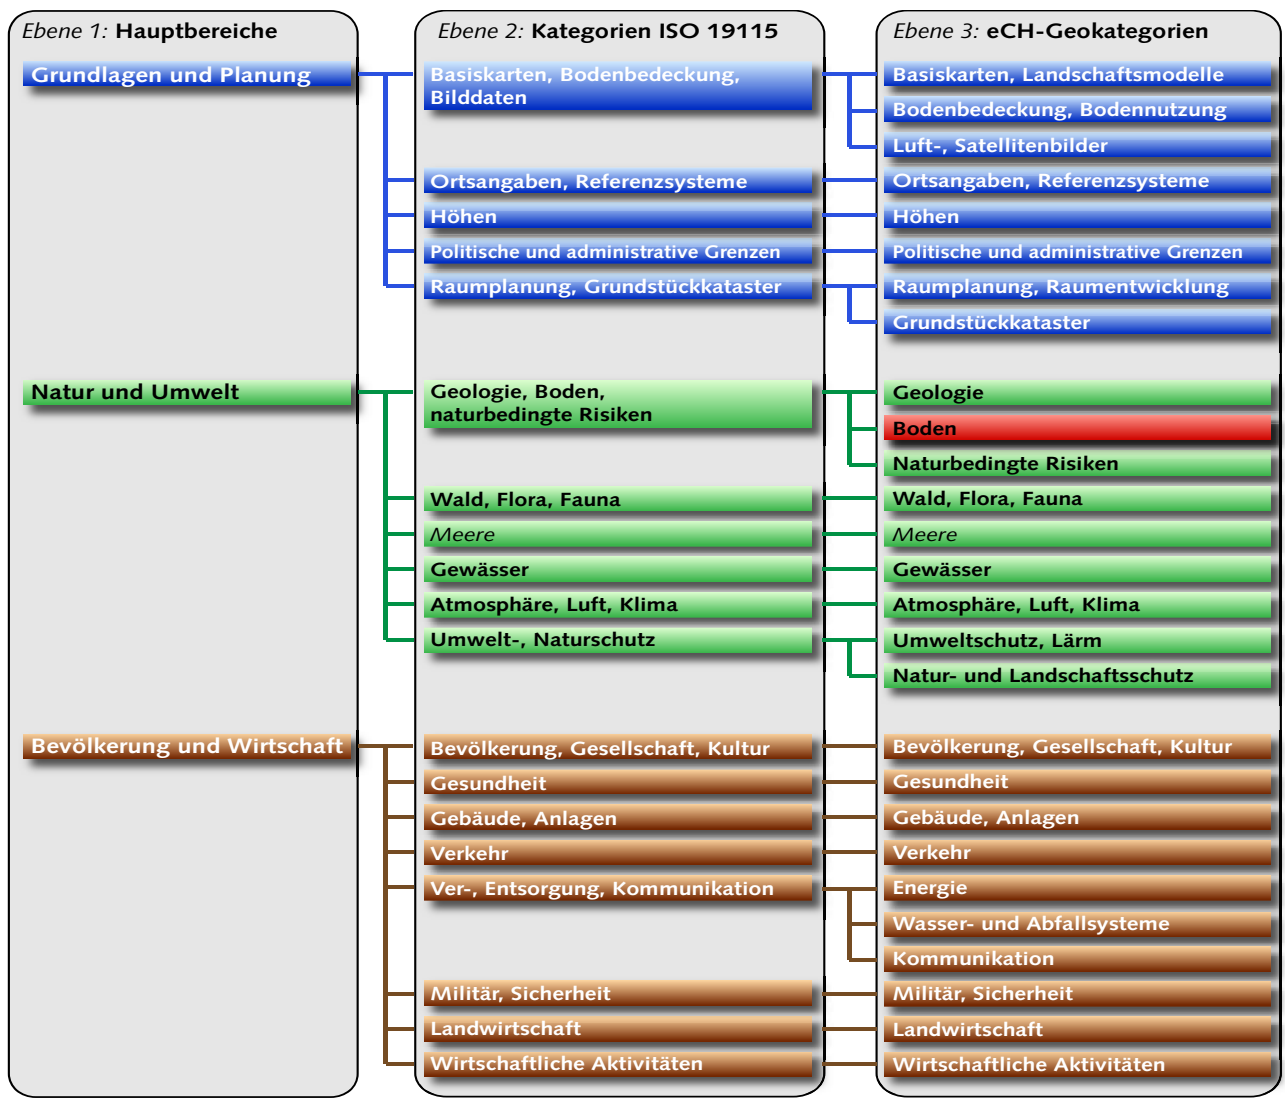 Ebene 1: Hauptbereiche
Grundlagen und Planung
Natur und Umwelt
Bevölkerung und Wirtschaft
Ebene 2: Kategorien ISO 19115
Basiskarten, Bodenbedeckung,
Bilddaten
Ortsangaben, Referenzsysteme
Höhen
Politische und administrative Grenzen
Raumplanung, Grundstückkataster
Geologie, Boden,
naturbedingte Risiken
Wald, Flora, Fauna
Meere
Gewässer
Atmosphäre, Luft, Klima
Umwelt-, Naturschutz
Bevölkerung, Gesellschaft, Kultur
Gesundheit
Gebäude, Anlagen
Verkehr
Ver-, Entsorgung, Kommunikation
Militär, Sicherheit
Landwirtschaft
Wirtschaftliche Aktivitäten
Ebene 3: eCH-Geokategorien
Basiskarten, Landschaftsmodelle
Bodenbedeckung, Bodennutzung
Luft-, Satellitenbilder
Ortsangaben, Referenzsysteme
Höhen
Politische und administrative Grenzen
Raumplanung, Raumentwicklung
Grundstückkataster
Geologie
Boden
Naturbedingte Risiken
Wald, Flora, Fauna
Meere
Gewässer
Atmosphäre, Luft, Klima
Umweltschutz, Lärm
Natur- und Landschaftsschutz
Bevölkerung, Gesellschaft, Kultur
Gesundheit
Gebäude, Anlagen
Verkehr
Energie
Wasser- und Abfallsysteme
Kommunikation
Militär, Sicherheit
Landwirtschaft
Wirtschaftliche Aktivitäten